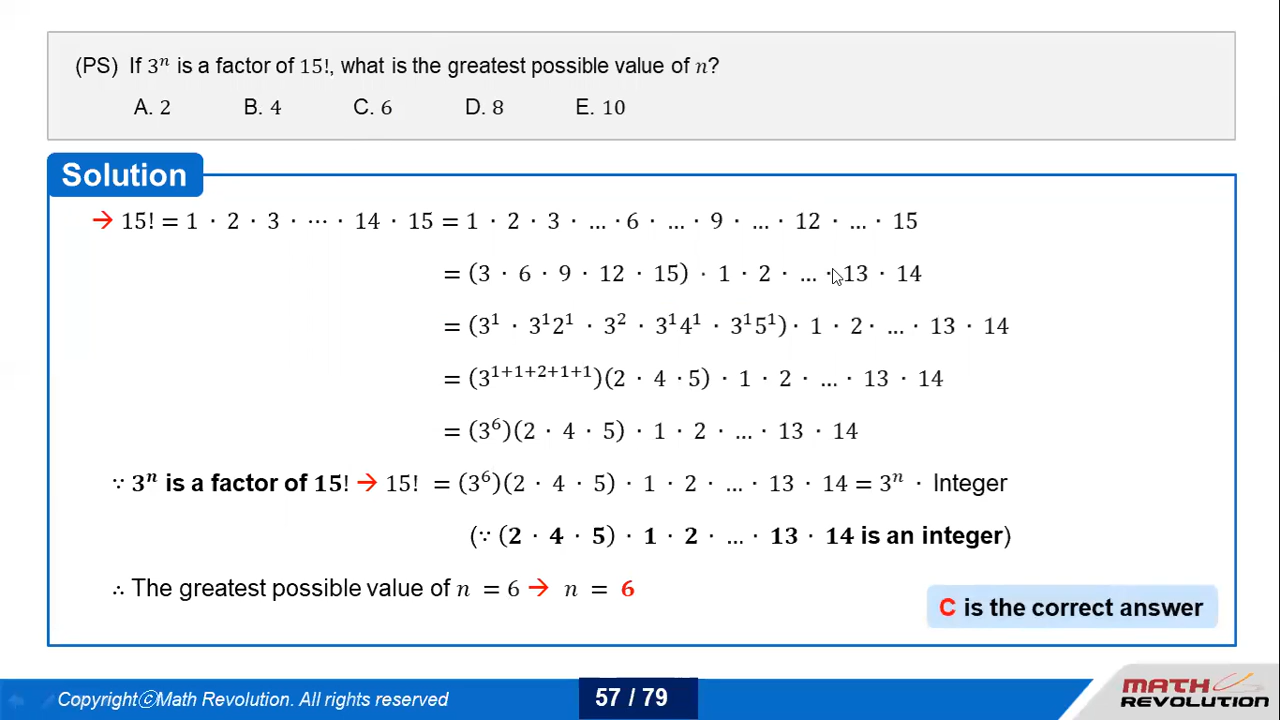 (PS) If 3ⁿ is a factor of 15!, what is the greatest possible value of n?
A. 2 B. 4 C. 6 D. 8 E. 10
Solution
→ 15! = 1 · 2 · 3 · ⋯ · 14 · 15 = 1 · 2 · 3 · … · 6 · … · 9 · … · 12 · … · 15
= (3 · 6 · 9 · 12 · 15) · 1 · 2 · … · 13 · 14
= (3¹ · 3¹2¹ · 3² · 3¹4¹ · 3¹5¹) · 1 · 2 · … · 13 · 14
= (3¹⁺¹⁺²⁺¹⁺¹)(2 · 4 · 5) · 1 · 2 · … · 13 · 14
= (3⁶)(2 · 4 · 5) · 1 · 2 · … · 13 · 14
∵ 3ⁿ is a factor of 15! → 15! = (3⁶)(2 · 4 · 5) · 1 · 2 · … · 13 · 14 = 3ⁿ · Integer
(∵ (2 · 4 · 5) · 1 · 2 · … · 13 · 14 is an integer)
∴ The greatest possible value of n = 6 → n = 6
C is the correct answer
CopyrightⓒMath Revolution. All rights reserved
57 / 79
MATH
REVOLUTION